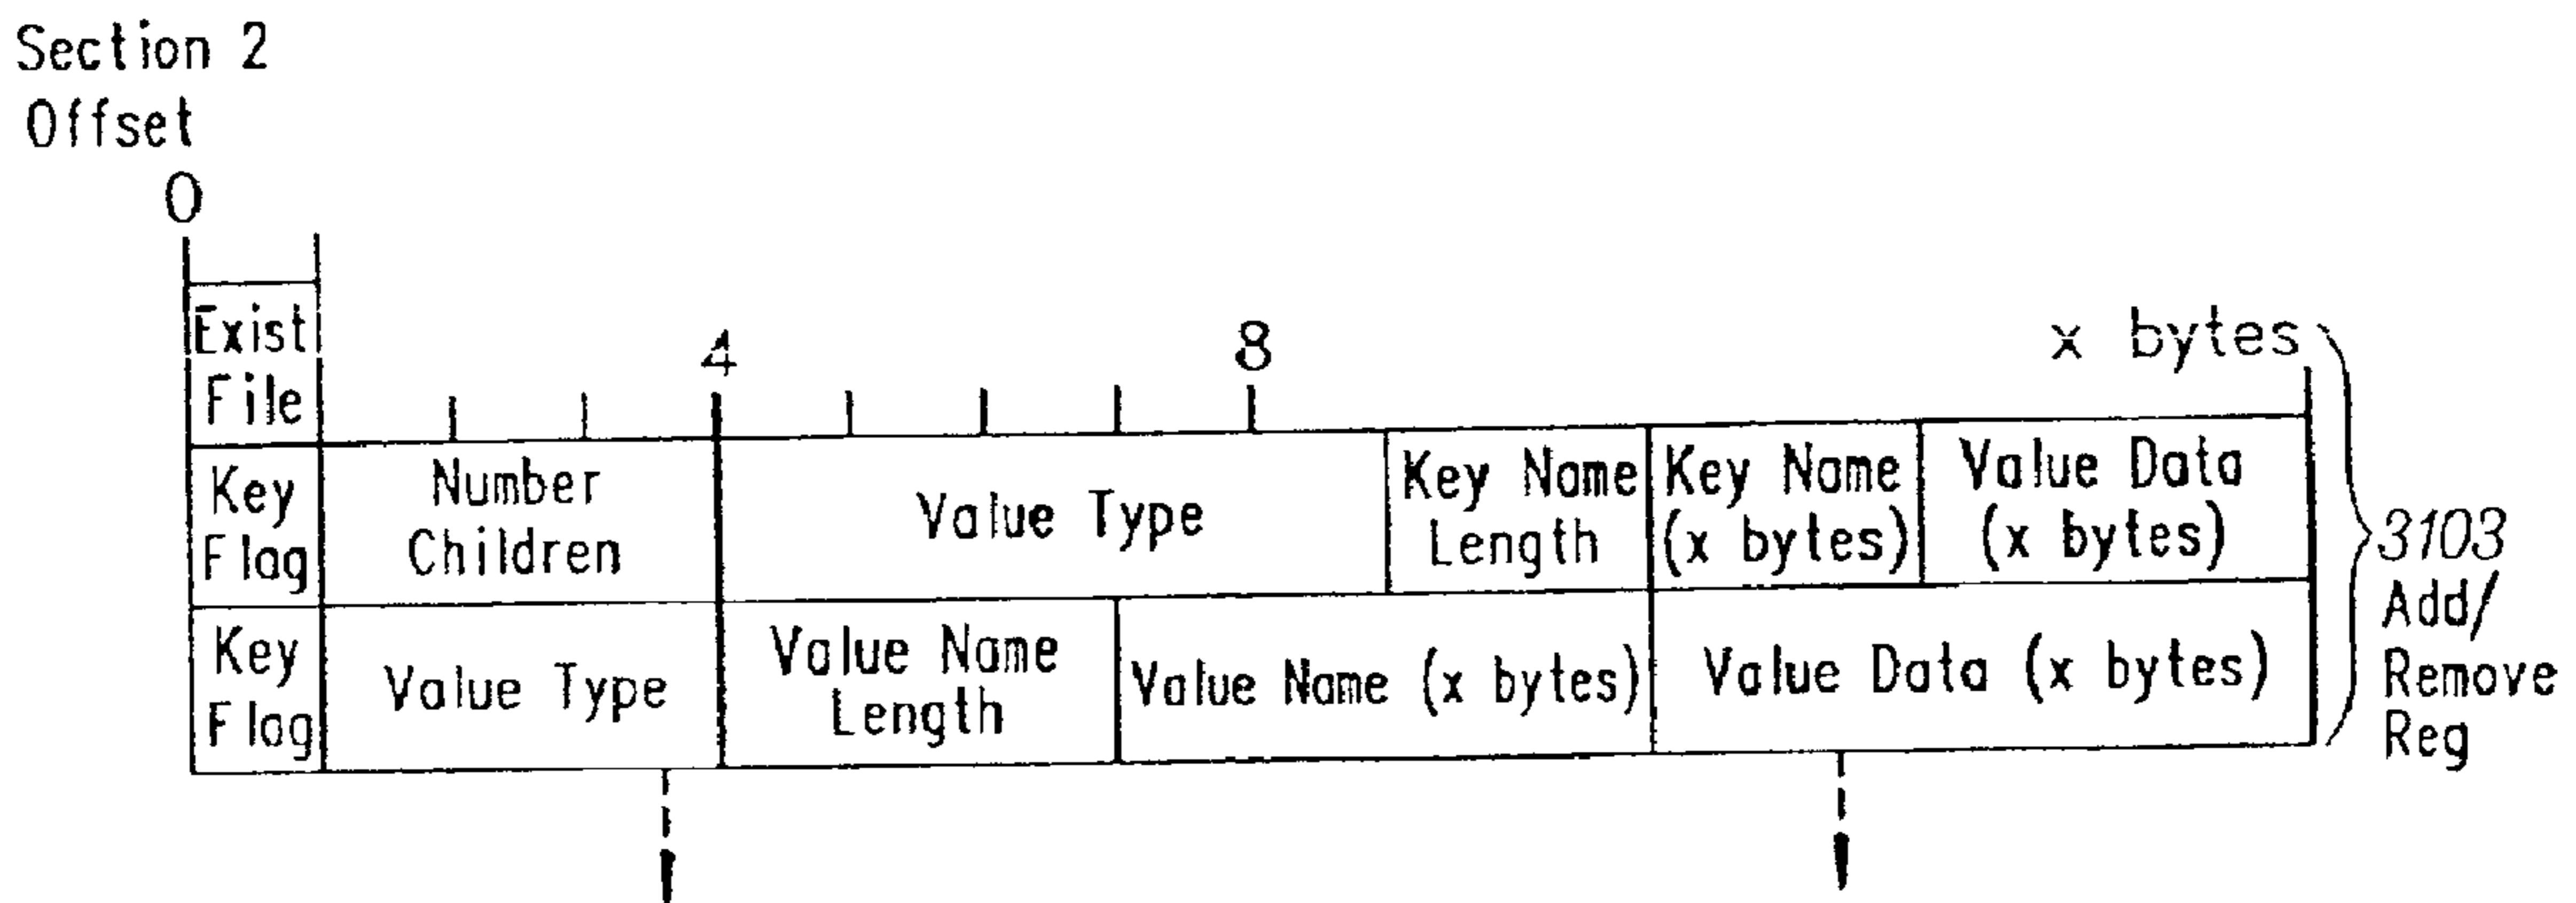 Section 2
Offset
0
Exist
File
4
8
x bytes
Key
Flag
Number
Children
Value Type
Key Name
Length
Key Name
(x bytes)
Value Data
(x bytes)
3103
Add/
Remove
Reg
Key
Flag
Value Type
Value Name
Length
Value Name (x bytes)
Value Data (x bytes)